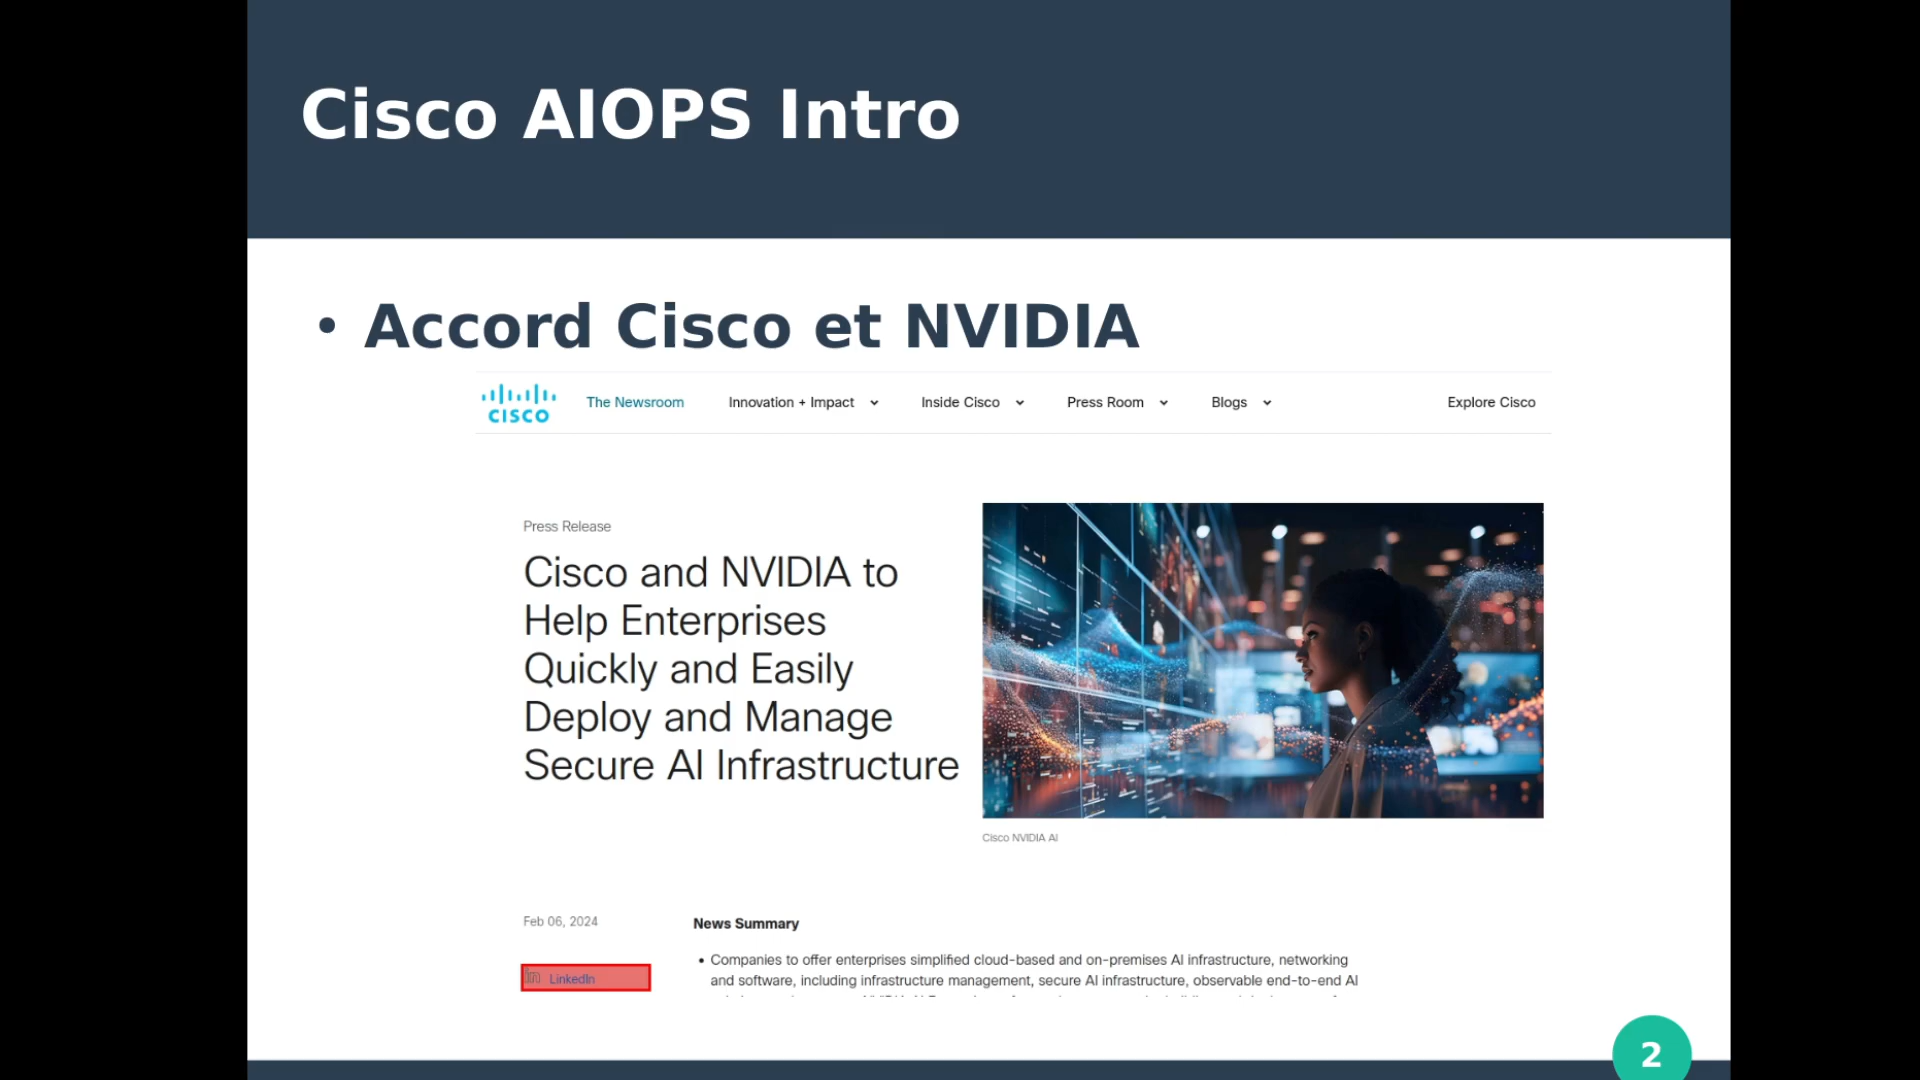 Cisco AIOPS Intro
• Accord Cisco et NVIDIA
CISCO
The Newsroom
Innovation + Impact
Inside Cisco
Press Room
Blogs
Explore Cisco
Press Release
Cisco and NVIDIA to
Help Enterprises
Quickly and Easily
Deploy and Manage
Secure AI Infrastructure
Cisco NVIDIA AI
Feb 06, 2024
in LinkedIn
News Summary
• Companies to offer enterprises simplified cloud-based and on-premises AI infrastructure, networking
and software, including infrastructure management, secure AI infrastructure, observable end-to-end AI
2